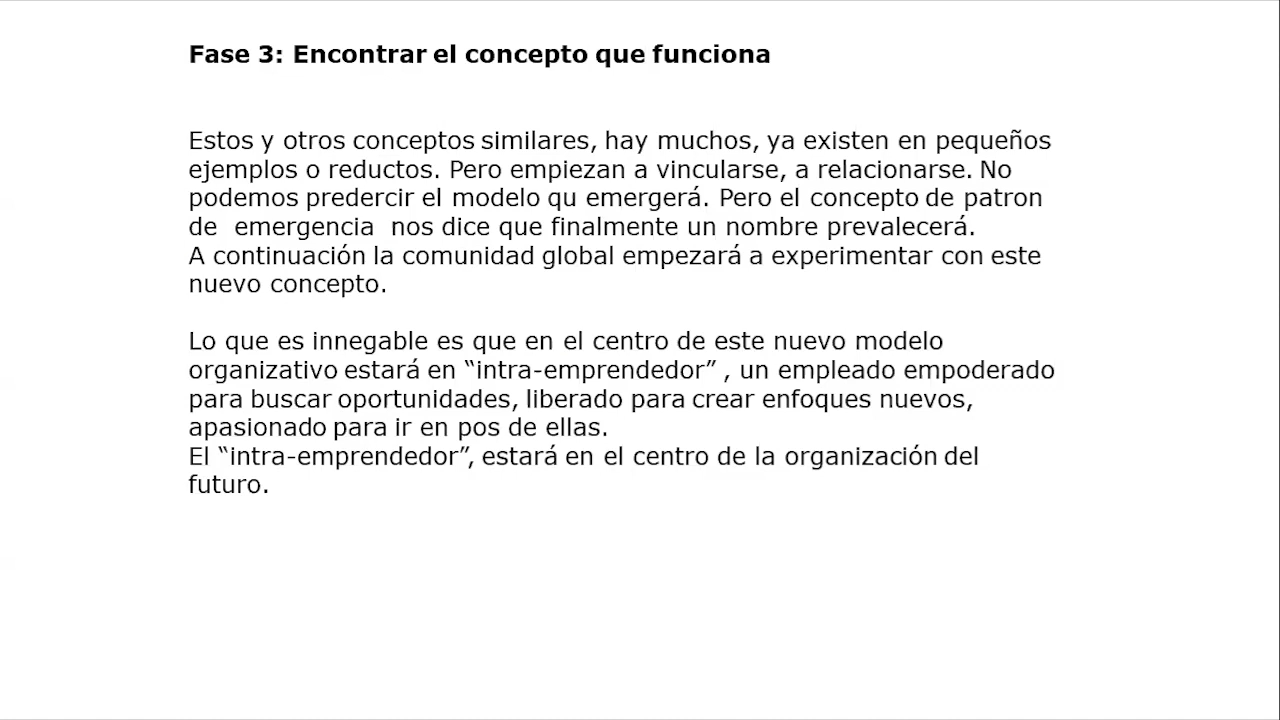 Fase 3: Encontrar el concepto que funciona
Estos y otros conceptos similares, hay muchos, ya existen en pequeños
ejemplos o reductos. Pero empiezan a vincularse, a relacionarse. No
podemos predercir el modelo qu emergerá. Pero el concepto de patron
de  emergencia  nos dice que finalmente un nombre prevalecerá.
A continuación la comunidad global empezará a experimentar con este
nuevo concepto.
Lo que es innegable es que en el centro de este nuevo modelo
organizativo estará en “intra-emprendedor” , un empleado empoderado
para buscar oportunidades, liberado para crear enfoques nuevos,
apasionado para ir en pos de ellas.
El “intra-emprendedor”, estará en el centro de la organización del
futuro.